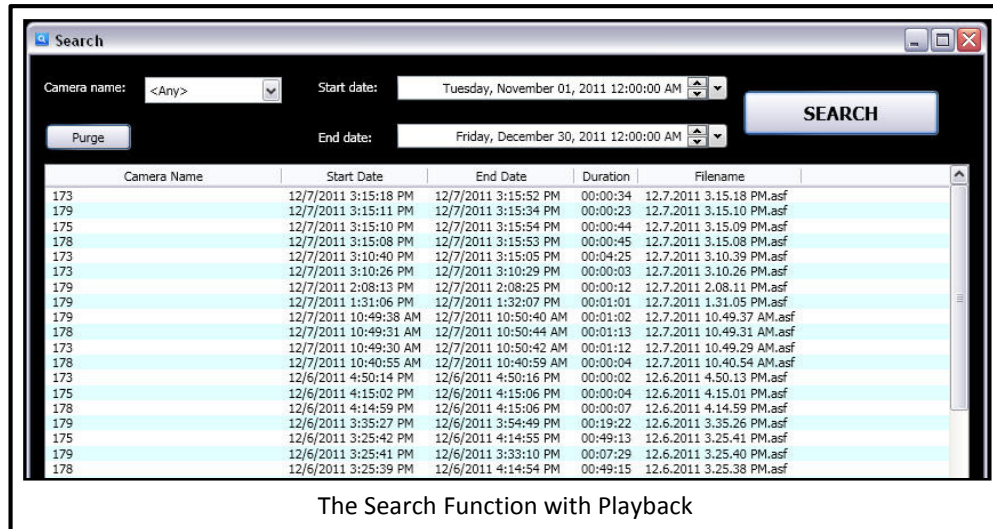 Search
Camera name: <Any> Start date: Tuesday, November 01, 2011 12:00:00 AM
SEARCH
Purge End date: Friday, December 30, 2011 12:00:00 AM
Camera Name Start Date End Date Duration Filename
173 12/7/2011 3:15:18 PM 12/7/2011 3:15:52 PM 00:00:34 12.7.2011 3.15.18 PM.asf
179 12/7/2011 3:15:11 PM 12/7/2011 3:15:34 PM 00:00:23 12.7.2011 3.15.10 PM.asf
175 12/7/2011 3:15:10 PM 12/7/2011 3:15:54 PM 00:00:44 12.7.2011 3.15.09 PM.asf
178 12/7/2011 3:15:08 PM 12/7/2011 3:15:53 PM 00:00:45 12.7.2011 3.15.08 PM.asf
173 12/7/2011 3:10:40 PM 12/7/2011 3:15:05 PM 00:04:25 12.7.2011 3.10.39 PM.asf
173 12/7/2011 3:10:26 PM 12/7/2011 3:10:29 PM 00:00:03 12.7.2011 3.10.26 PM.asf
179 12/7/2011 2:08:13 PM 12/7/2011 2:08:25 PM 00:00:12 12.7.2011 2.08.11 PM.asf
179 12/7/2011 1:31:06 PM 12/7/2011 1:32:07 PM 00:01:01 12.7.2011 1.31.05 PM.asf
179 12/7/2011 10:49:38 AM 12/7/2011 10:50:40 AM 00:01:02 12.7.2011 10.49.37 AM.asf
178 12/7/2011 10:49:31 AM 12/7/2011 10:50:44 AM 00:01:13 12.7.2011 10.49.31 AM.asf
173 12/7/2011 10:49:30 AM 12/7/2011 10:50:42 AM 00:01:12 12.7.2011 10.49.29 AM.asf
178 12/7/2011 10:40:55 AM 12/7/2011 10:40:59 AM 00:00:04 12.7.2011 10.40.54 AM.asf
173 12/6/2011 4:50:14 PM 12/6/2011 4:50:16 PM 00:00:02 12.6.2011 4.50.13 PM.asf
175 12/6/2011 4:15:02 PM 12/6/2011 4:15:06 PM 00:00:04 12.6.2011 4.15.01 PM.asf
178 12/6/2011 4:14:59 PM 12/6/2011 4:15:06 PM 00:00:07 12.6.2011 4.14.59 PM.asf
179 12/6/2011 3:35:27 PM 12/6/2011 3:54:49 PM 00:19:22 12.6.2011 3.35.26 PM.asf
175 12/6/2011 3:25:42 PM 12/6/2011 4:14:55 PM 00:49:13 12.6.2011 3.25.41 PM.asf
179 12/6/2011 3:25:41 PM 12/6/2011 3:33:10 PM 00:07:29 12.6.2011 3.25.40 PM.asf
178 12/6/2011 3:25:39 PM 12/6/2011 4:14:54 PM 00:49:15 12.6.2011 3.25.38 PM.asf
The Search Function with Playback